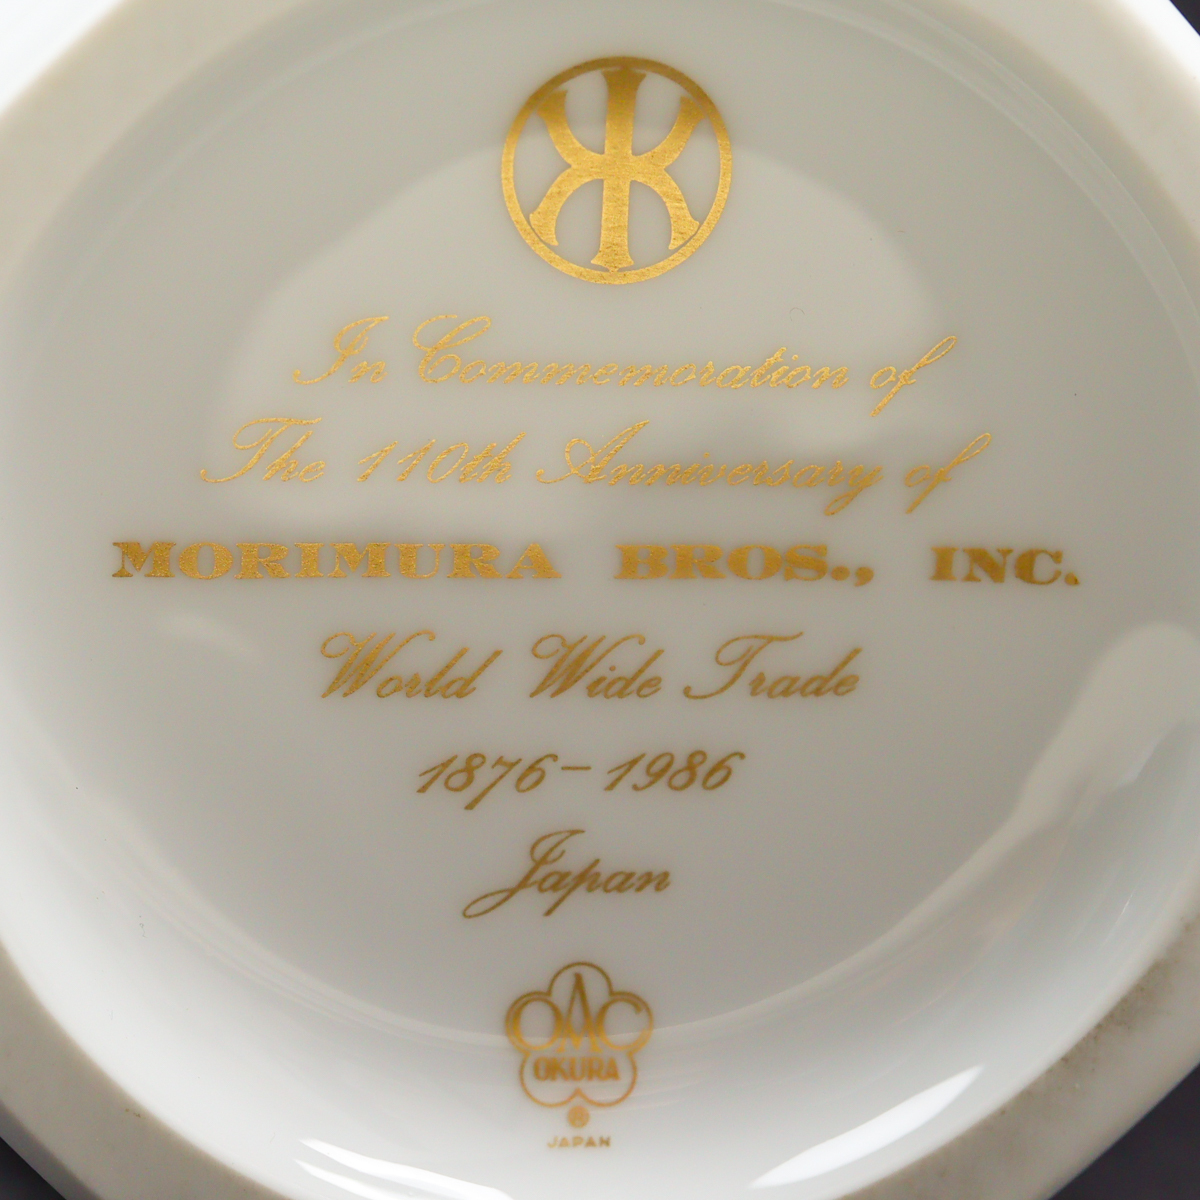 In Commemoration of
The 110th Anniversary of
MORIMURA BROS., INC.
World Wide Trade
1876-1986
Japan
OAC
OKURA
JAPAN